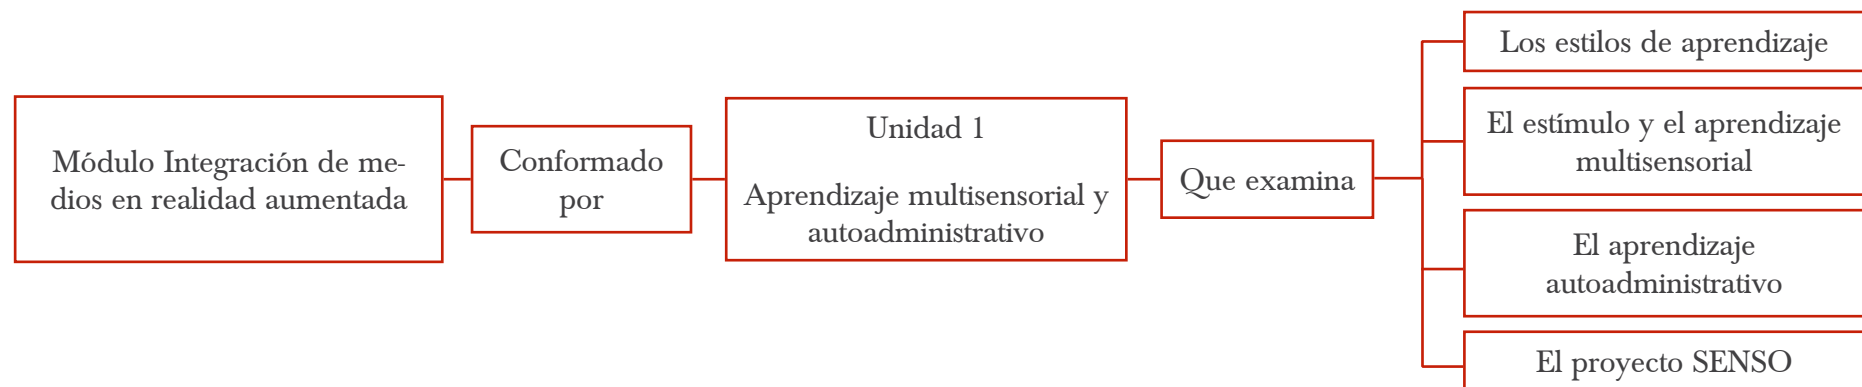 Módulo Integración de me-
dios en realidad aumentada
Conformado
por
Unidad 1
Aprendizaje multisensorial y
autoadministrativo
Que examina
Los estilos de aprendizaje
El estímulo y el aprendizaje
multisensorial
El aprendizaje
autoadministrativo
El proyecto SENSO